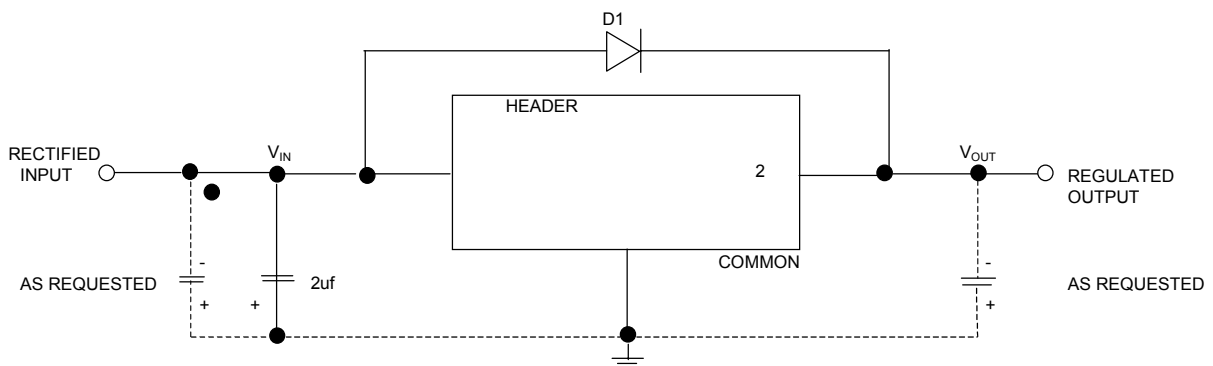 D1
HEADER
RECTIFIED
INPUT
VIN
2
VOUT
REGULATED
OUTPUT
COMMON
AS REQUESTED
-
+
+
2uf
-
+
AS REQUESTED